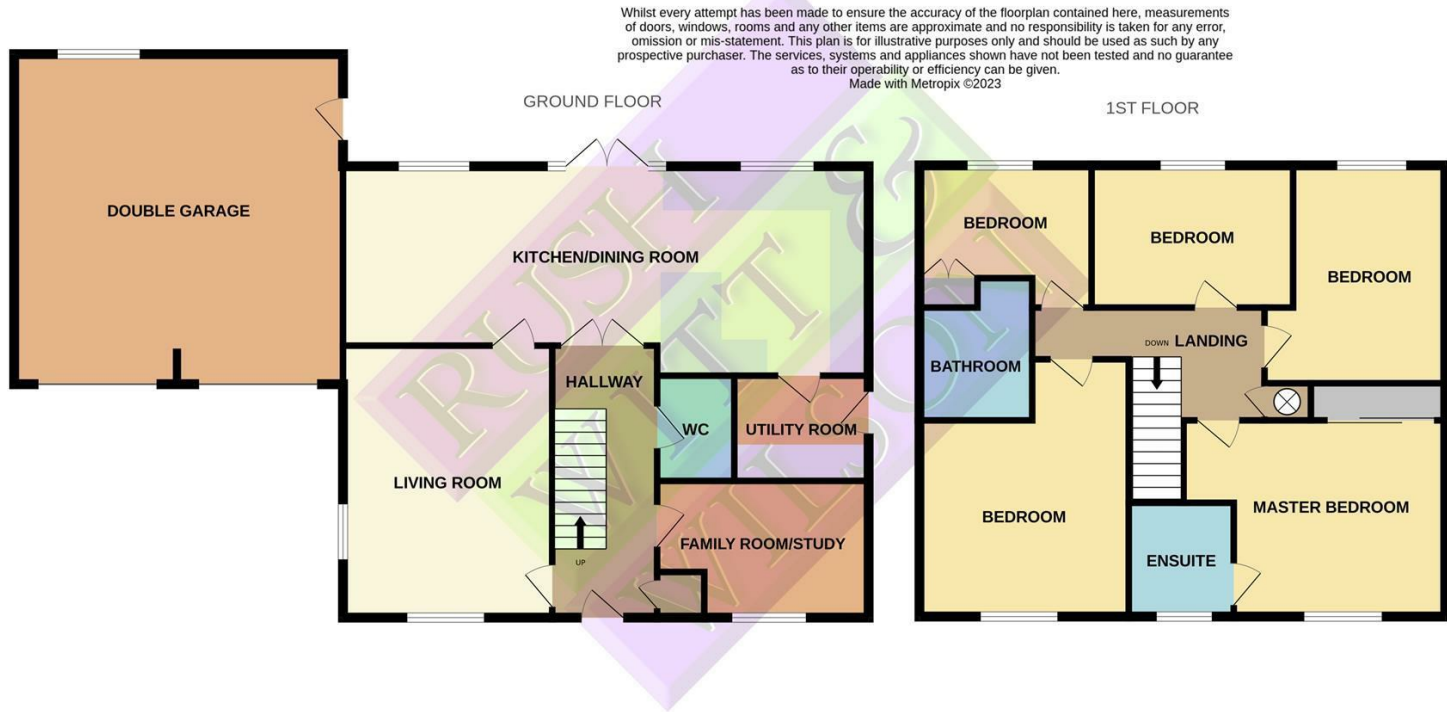 Whilst every attempt has been made to ensure the accuracy of the floorplan contained here, measurements
of doors, windows, rooms and any other items are approximate and no responsibility is taken for any error,
omission or mis-statement. This plan is for illustrative purposes only and should be used as such by any
prospective purchaser. The services, systems and appliances shown have not been tested and no guarantee
as to their operability or efficiency can be given.
Made with Metropix ©2023
GROUND FLOOR
DOUBLE GARAGE
KITCHEN/DINING ROOM
HALLWAY
WC
UTILITY ROOM
LIVING ROOM
FAMILY ROOM/STUDY
UP
1ST FLOOR
BEDROOM
BEDROOM
BEDROOM
DOWN
LANDING
BATHROOM
BEDROOM
MASTER BEDROOM
ENSUITE
RUSH
WITT &
WILSON